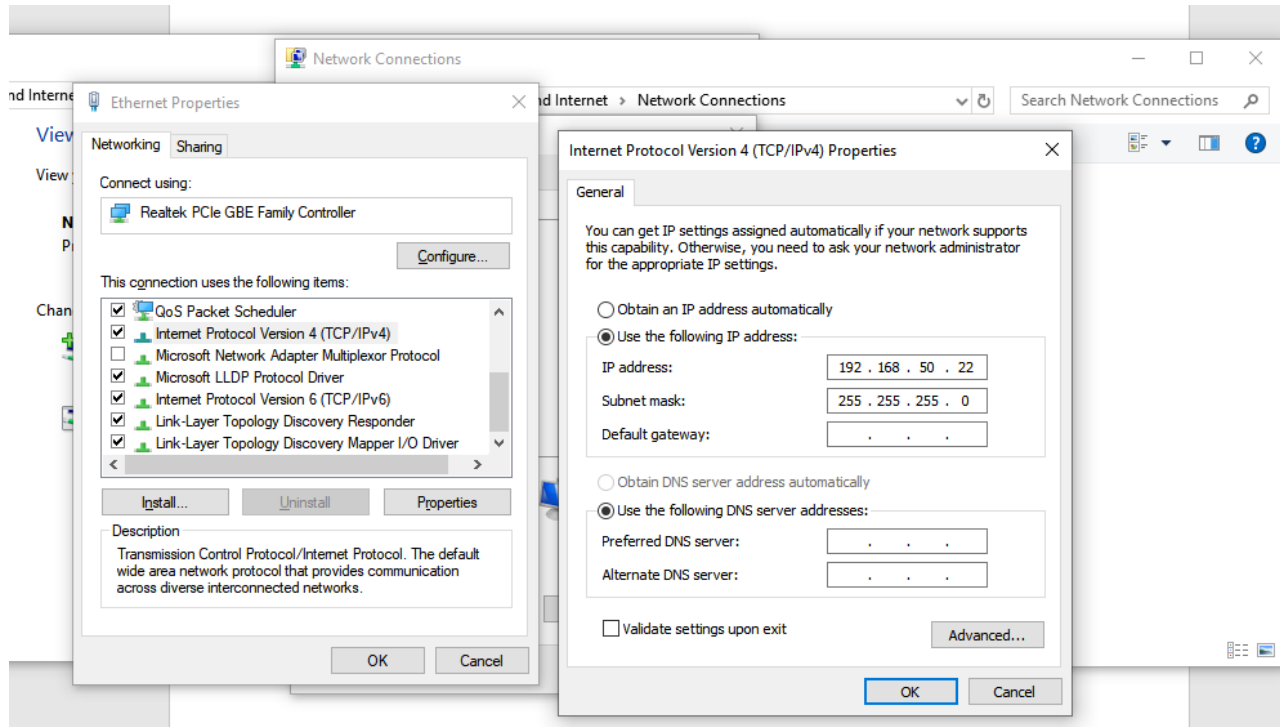 Network Connections
nd Interne
Ethernet Properties
nd Internet > Network Connections
Search Network Connections
View
View
N
P
Chan
Networking
Sharing
Connect using:
Realtek PCIe GBE Family Controller
Configure...
This connection uses the following items:
QoS Packet Scheduler
Internet Protocol Version 4 (TCP/IPv4)
Microsoft Network Adapter Multiplexor Protocol
Microsoft LLDP Protocol Driver
Internet Protocol Version 6 (TCP/IPv6)
Link-Layer Topology Discovery Responder
Link-Layer Topology Discovery Mapper I/O Driver
Install...
Uninstall
Properties
Description
Transmission Control Protocol/Internet Protocol. The default
wide area network protocol that provides communication
across diverse interconnected networks.
OK
Cancel
Internet Protocol Version 4 (TCP/IPv4) Properties
General
You can get IP settings assigned automatically if your network supports
this capability. Otherwise, you need to ask your network administrator
for the appropriate IP settings.
Obtain an IP address automatically
Use the following IP address:
IP address: 192 . 168 . 50 . 22
Subnet mask: 255 . 255 . 255 . 0
Default gateway: . . .
Obtain DNS server address automatically
Use the following DNS server addresses:
Preferred DNS server: . . .
Alternate DNS server: . . .
Validate settings upon exit
Advanced...
OK
Cancel